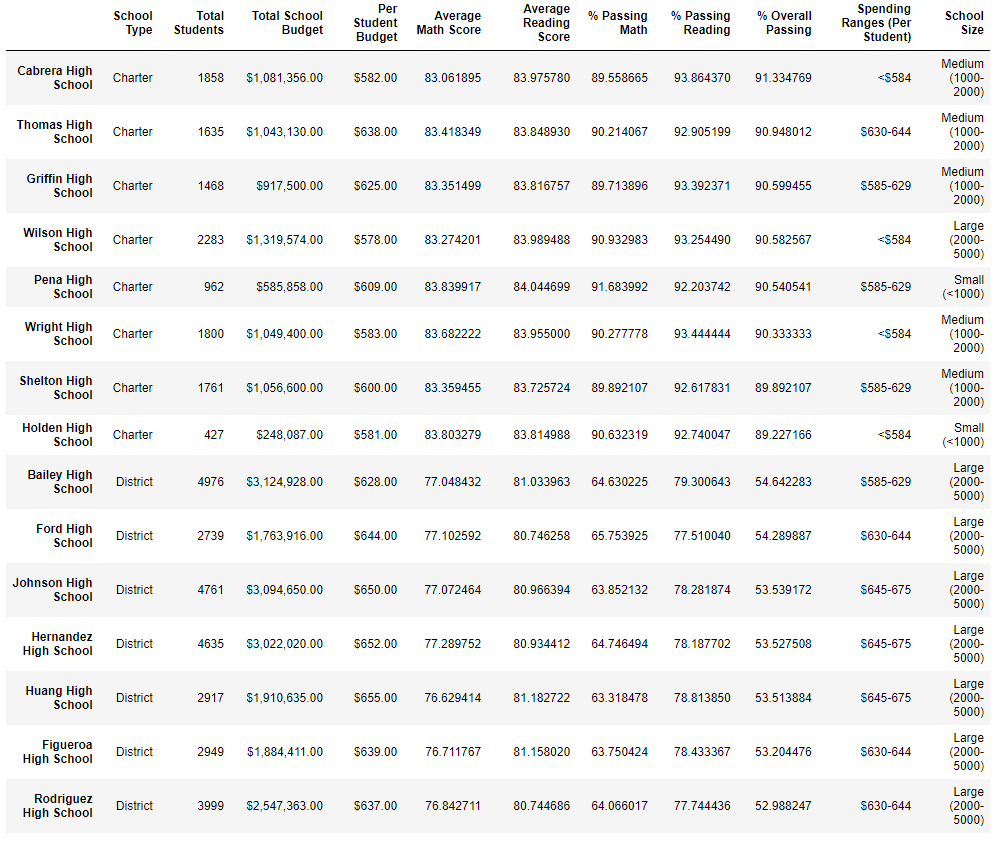 School Type Total Students Total School Budget Per Student Budget Average Math Score Average Reading Score % Passing Math % Passing Reading % Overall Passing Spending Ranges (Per Student) School Size
Cabrera High School Charter 1858 $1,081,356.00 $582.00 83.061895 83.975780 89.558665 93.864370 91.334769 <$584 Medium (1000-2000)
Thomas High School Charter 1635 $1,043,130.00 $638.00 83.418349 83.848930 90.214067 92.905199 90.948012 $630-644 Medium (1000-2000)
Griffin High School Charter 1468 $917,500.00 $625.00 83.351499 83.816757 89.713896 93.392371 90.599455 $585-629 Medium (1000-2000)
Wilson High School Charter 2283 $1,319,574.00 $578.00 83.274201 83.989488 90.932983 93.254490 90.582567 <$584 Large (2000-5000)
Pena High School Charter 962 $585,858.00 $609.00 83.839917 84.044699 91.683992 92.203742 90.540541 $585-629 Small (<1000)
Wright High School Charter 1800 $1,049,400.00 $583.00 83.682222 83.955000 90.277778 93.444444 90.333333 <$584 Medium (1000-2000)
Shelton High School Charter 1761 $1,056,600.00 $600.00 83.359455 83.725724 89.892107 92.617831 89.892107 $585-629 Medium (1000-2000)
Holden High School Charter 427 $248,087.00 $581.00 83.803279 83.814988 90.632319 92.740047 89.227166 <$584 Small (<1000)
Bailey High School District 4976 $3,124,928.00 $628.00 77.048432 81.033963 64.630225 79.300643 54.642283 $585-629 Large (2000-5000)
Ford High School District 2739 $1,763,916.00 $644.00 77.102592 80.746258 65.753925 77.510040 54.289887 $630-644 Large (2000-5000)
Johnson High School District 4761 $3,094,650.00 $650.00 77.072464 80.966394 63.852132 78.281874 53.539172 $645-675 Large (2000-5000)
Hernandez High School District 4635 $3,022,020.00 $652.00 77.289752 80.934412 64.746494 78.187702 53.527508 $645-675 Large (2000-5000)
Huang High School District 2917 $1,910,635.00 $655.00 76.629414 81.182722 63.318478 78.813850 53.513884 $645-675 Large (2000-5000)
Figueroa High School District 2949 $1,884,411.00 $639.00 76.711767 81.158020 63.750424 78.433367 53.204476 $630-644 Large (2000-5000)
Rodriguez High School District 3999 $2,547,363.00 $637.00 76.842711 80.744686 64.066017 77.744436 52.988247 $630-644 Large (2000-5000)